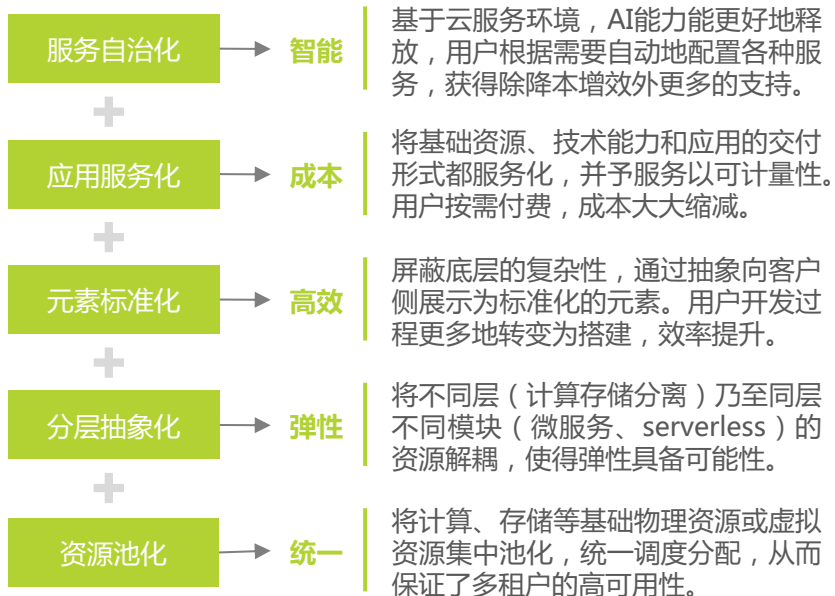 服务自治化
智能
基于云服务环境，AI能力能更好地释
放，用户根据需要自动地配置各种服
务，获得除降本增效外更多的支持。
应用服务化
成本
将基础资源、技术能力和应用的交付
形式都服务化，并予服务以可计量性。
用户按需付费，成本大大缩减。
元素标准化
高效
屏蔽底层的复杂性，通过抽象向客户
侧展示为标准化的元素。用户开发过
程更多地转变为搭建，效率提升。
分层抽象化
弹性
将不同层（计算存储分离）乃至同层
不同模块（微服务、serverless）的
资源解耦，使得弹性具备可能性。
资源池化
统一
将计算、存储等基础物理资源或虚拟
资源集中池化，统一调度分配，从而
保证了多租户的高可用性。